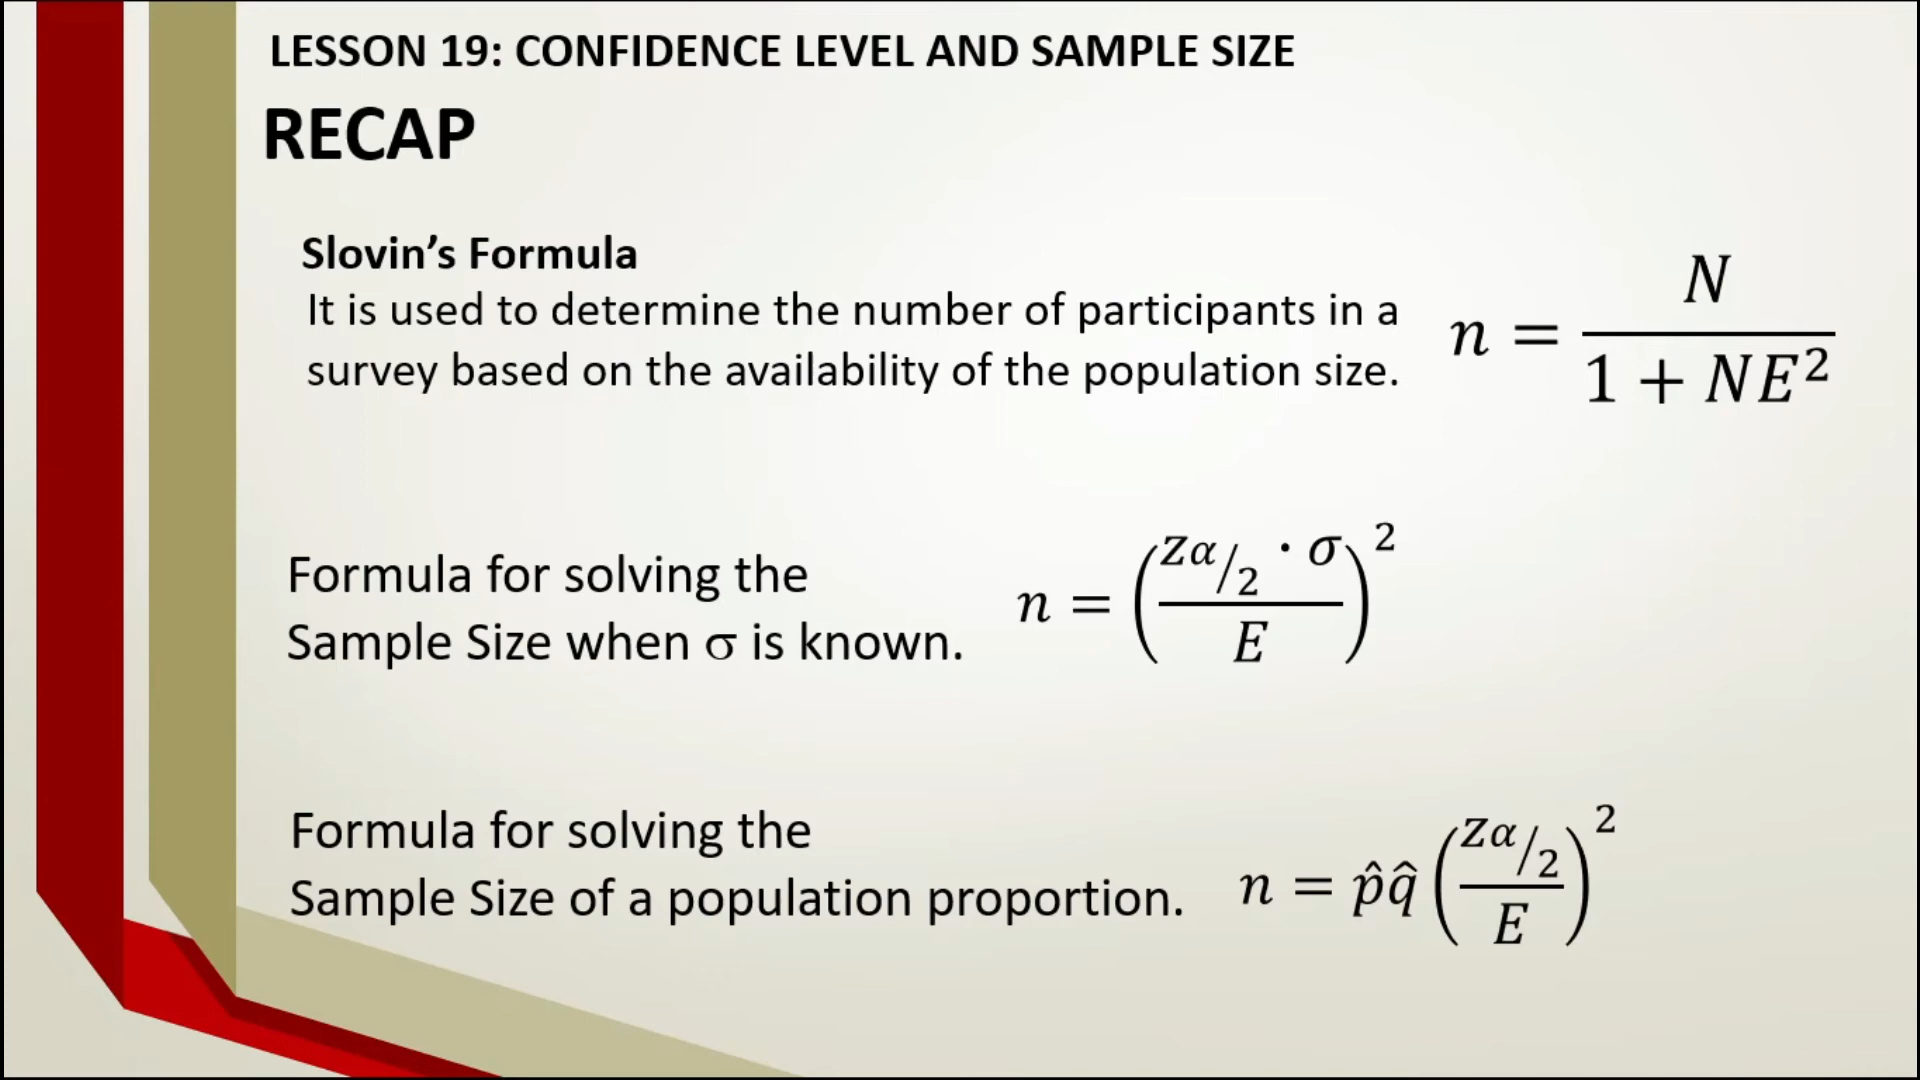 LESSON 19: CONFIDENCE LEVEL AND SAMPLE SIZE
RECAP
Slovin’s Formula
It is used to determine the number of participants in a
survey based on the availability of the population size.
n = N / (1 + NE²)
Formula for solving the
Sample Size when σ is known.
n = (zα/2 · σ / E)²
Formula for solving the
Sample Size of a population proportion.
n = p̂q̂ (zα/2 / E)²